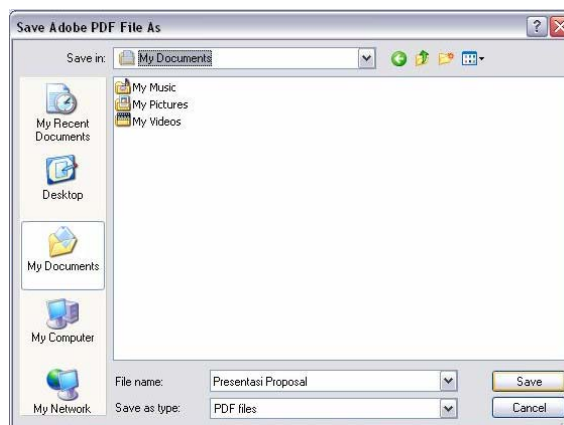 Save Adobe PDF File As
Save in:
My Documents
My Recent
Documents
Desktop
My Documents
My Computer
My Network
My Music
My Pictures
My Videos
File name:
Presentasi Proposal
Save
Save as type:
PDF files
Cancel